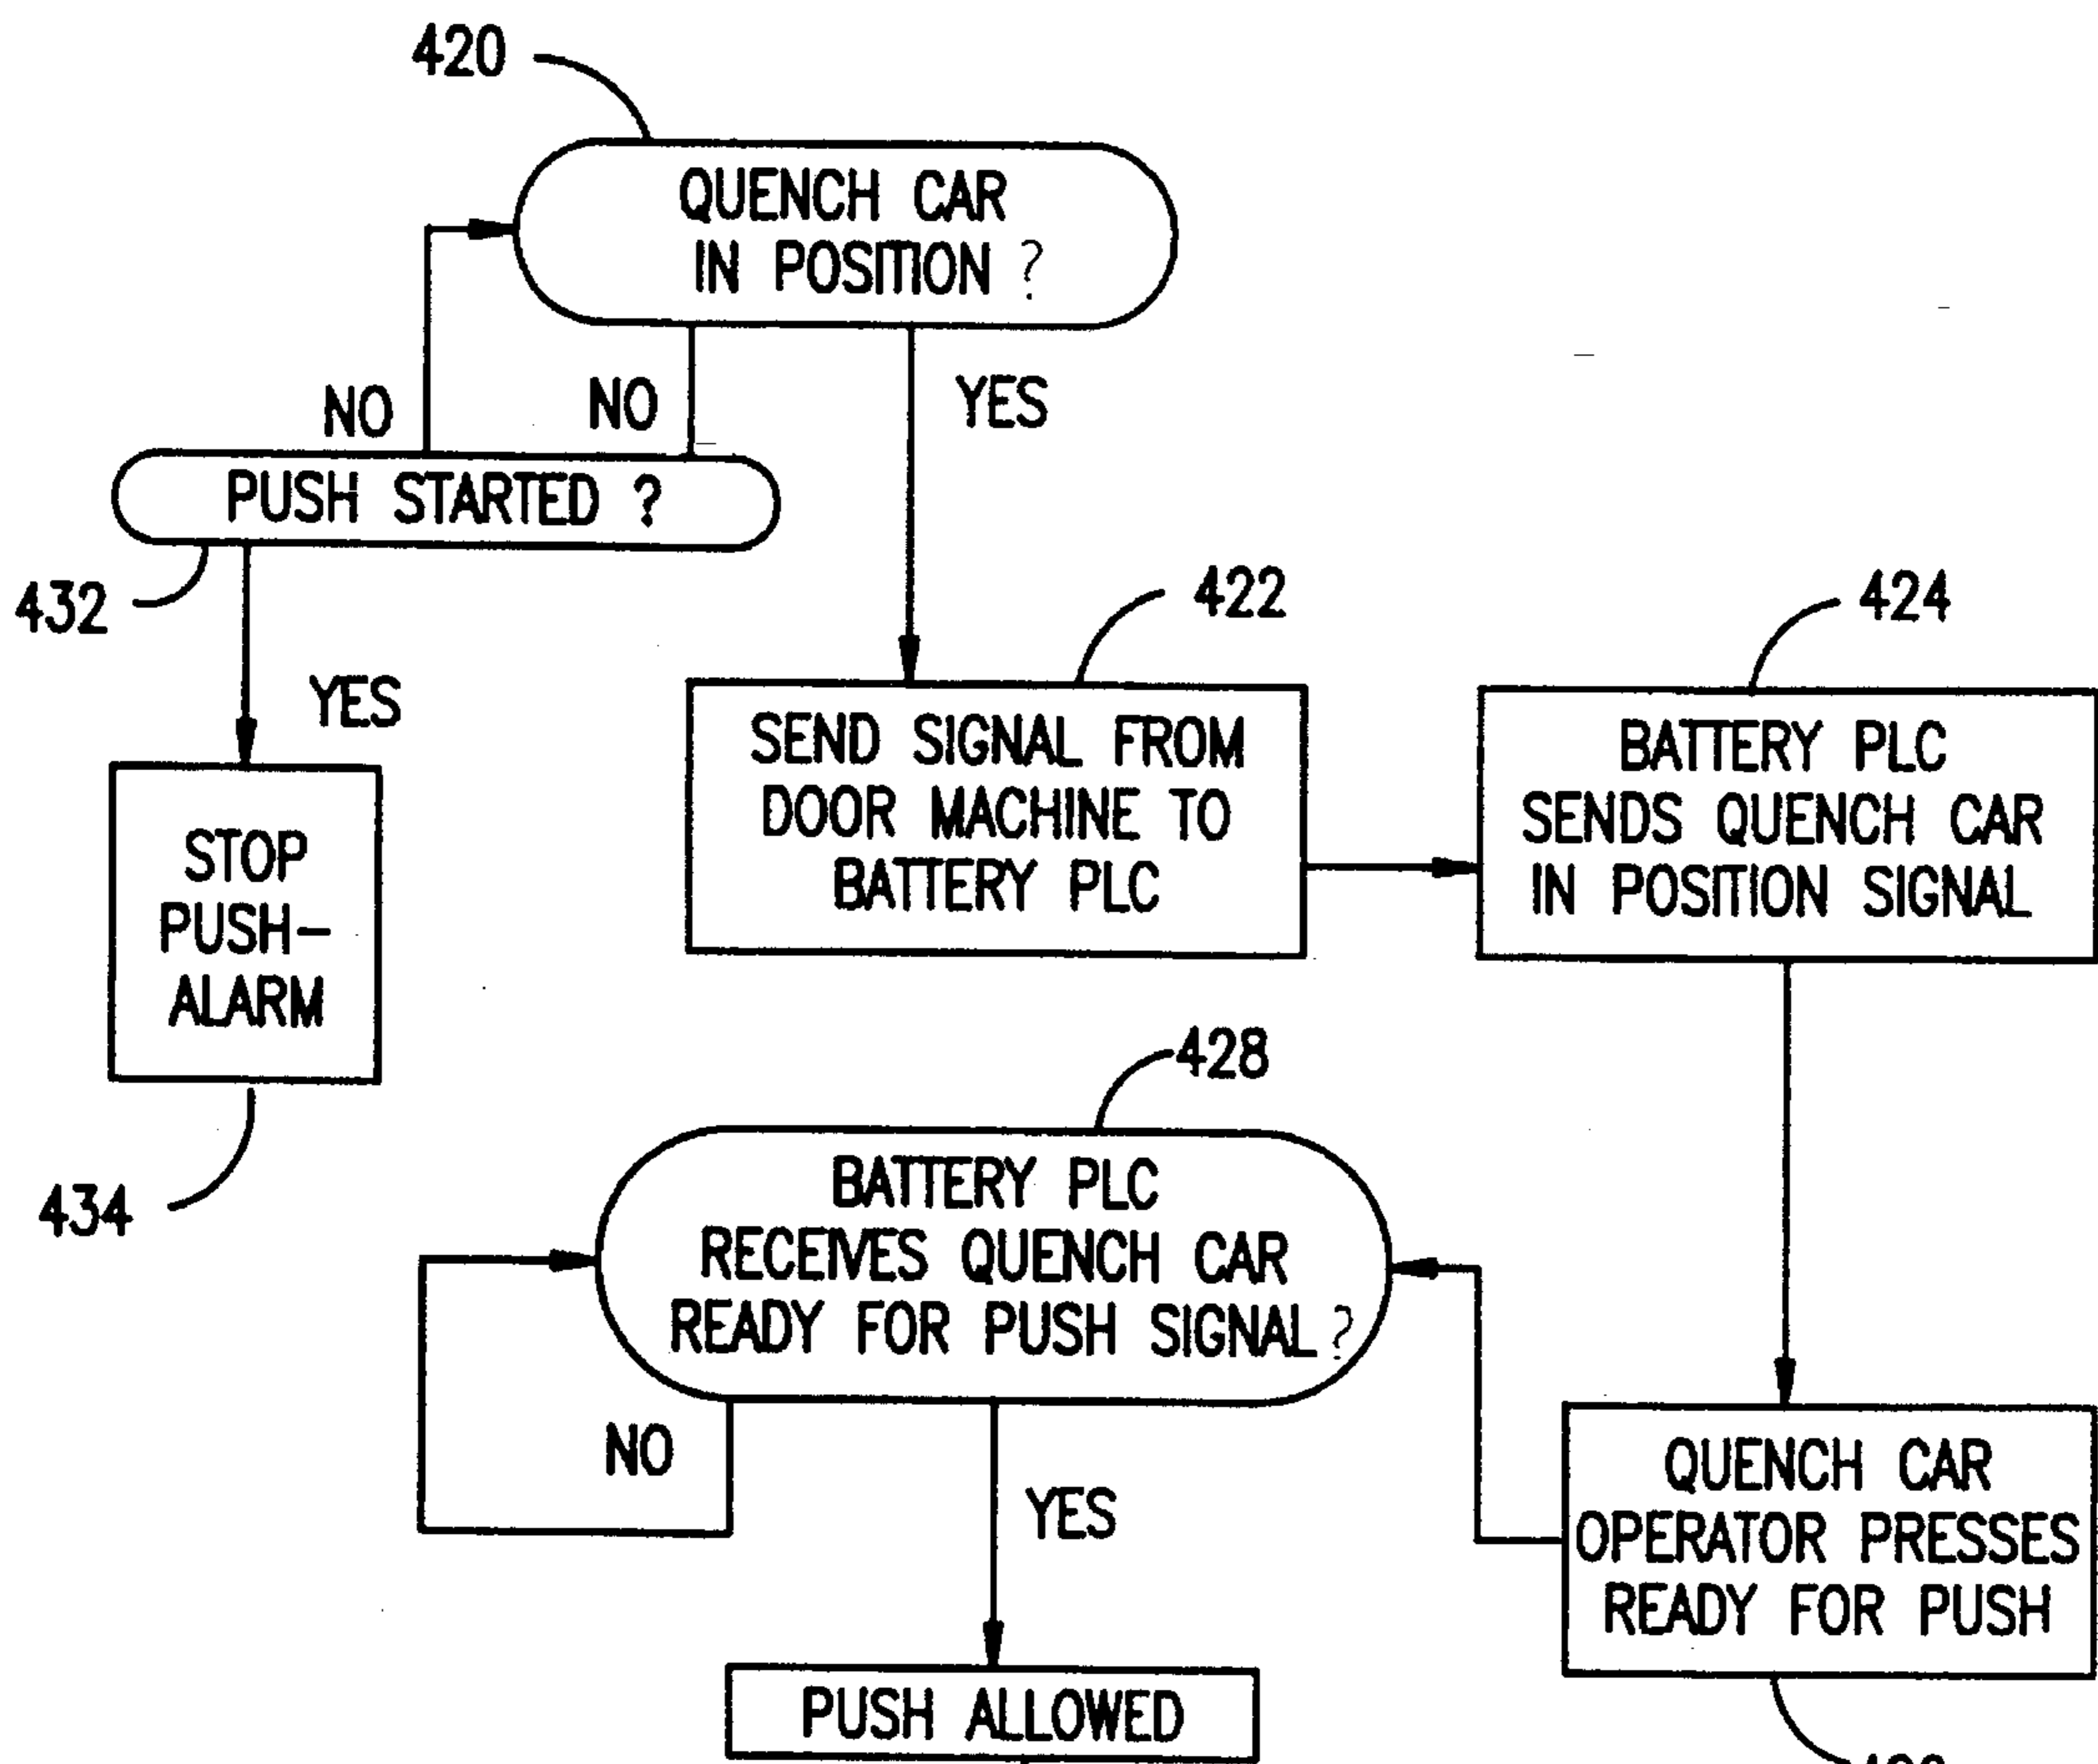 420
QUENCH CAR
IN POSITION ?
NO
NO
YES
PUSH STARTED ?
432
YES
422
424
SEND SIGNAL FROM
DOOR MACHINE TO
BATTERY PLC
BATTERY PLC
SENDS QUENCH CAR
IN POSITION SIGNAL
STOP
PUSH-
ALARM
434
428
BATTERY PLC
RECEIVES QUENCH CAR
READY FOR PUSH SIGNAL ?
NO
YES
QUENCH CAR
OPERATOR PRESSES
READY FOR PUSH
PUSH ALLOWED